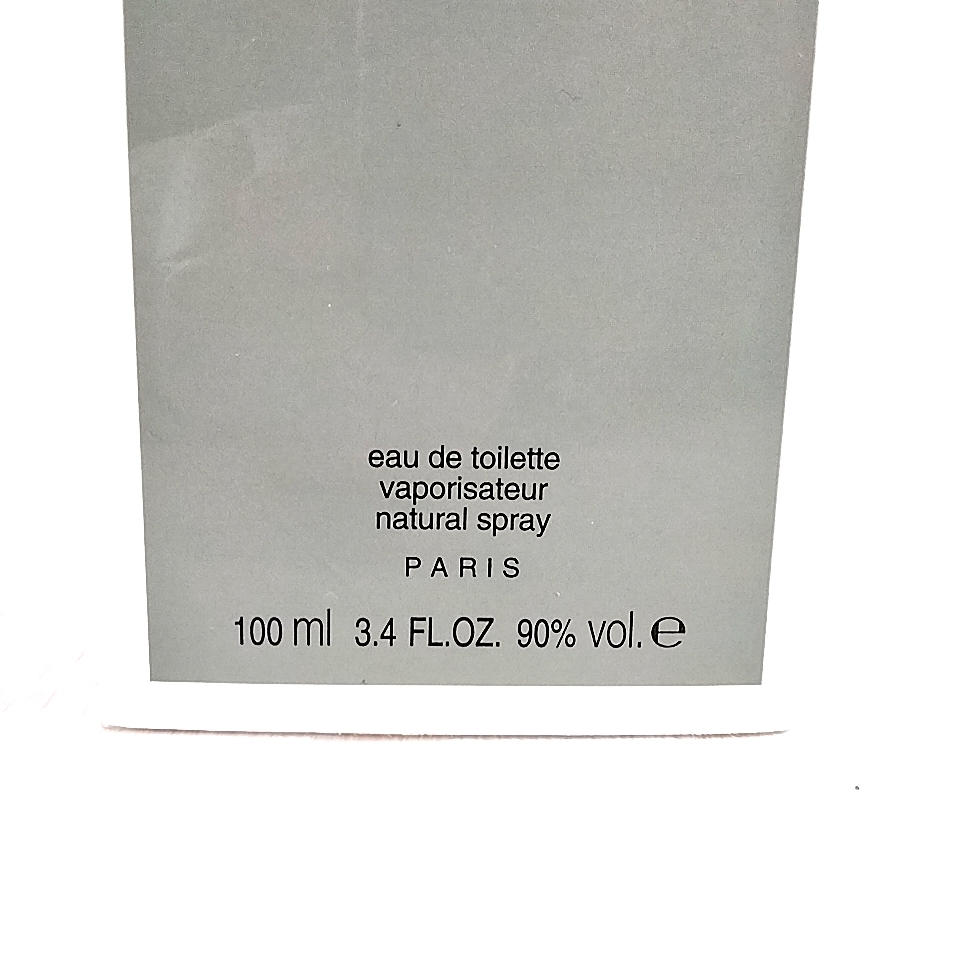 eau de toilette
vaporisateur
natural spray
PARIS
100 ml 3.4 FL.OZ. 90% vol. ℮